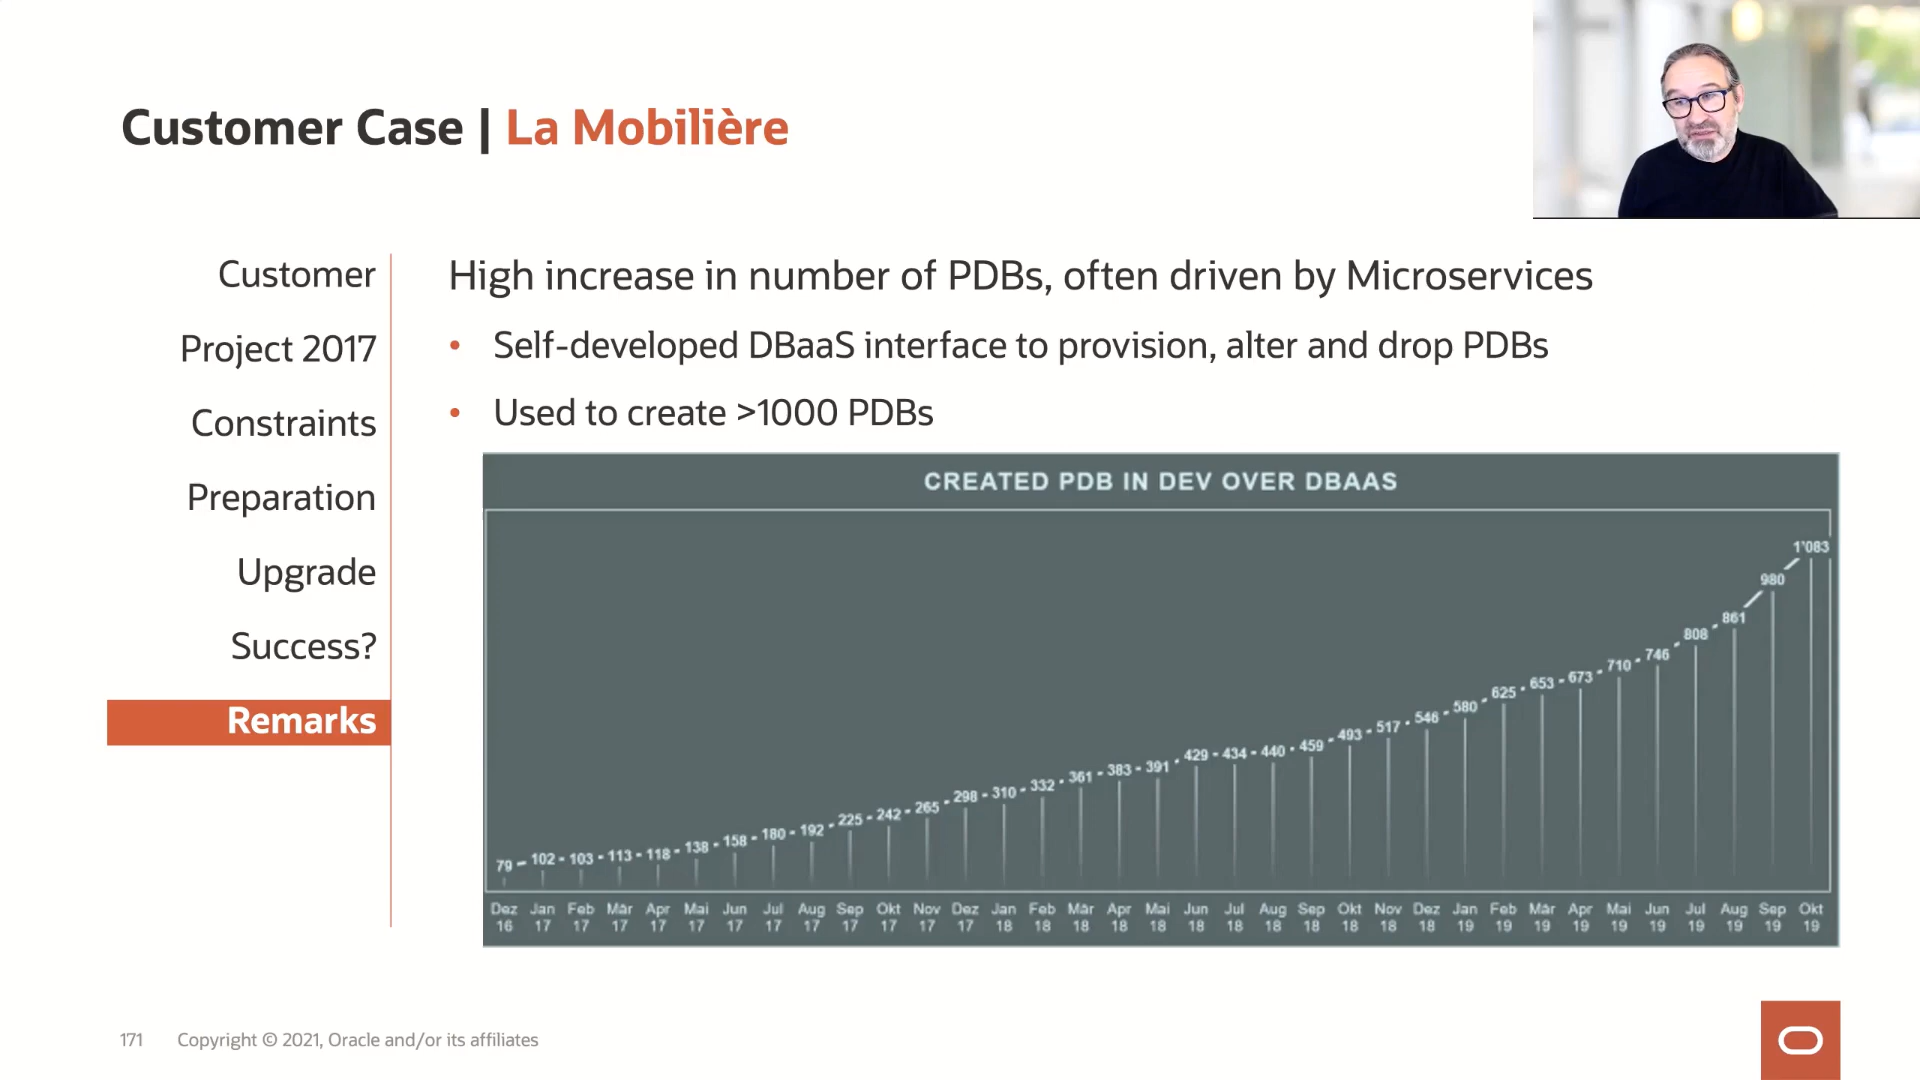 Customer Case | La Mobilière
Customer
Project 2017
Constraints
Preparation
Upgrade
Success?
Remarks
High increase in number of PDBs, often driven by Microservices
• Self-developed DBaaS interface to provision, alter and drop PDBs
• Used to create >1000 PDBs
CREATED PDB IN DEV OVER DBAAS
79 102 103 113 118 138 158 180 192 225 242 265 298 310 332 361 383 391 429 434 440 459 493 517 546 580 625 653 673 710 746 808 861 980 1'083
Dez Jan Feb Mär Apr Mai Jun Jul Aug Sep Okt Nov Dez Jan Feb Mär Apr Mai Jun Jul Aug Sep Okt Nov Dez Jan Feb Mär Apr Mai Jun Jul Aug Sep Okt
16 17 17 17 17 17 17 17 17 17 17 17 17 18 18 18 18 18 18 18 18 18 18 18 18 19 19 19 19 19 19 19 19 19 19
171 Copyright © 2021, Oracle and/or its affiliates